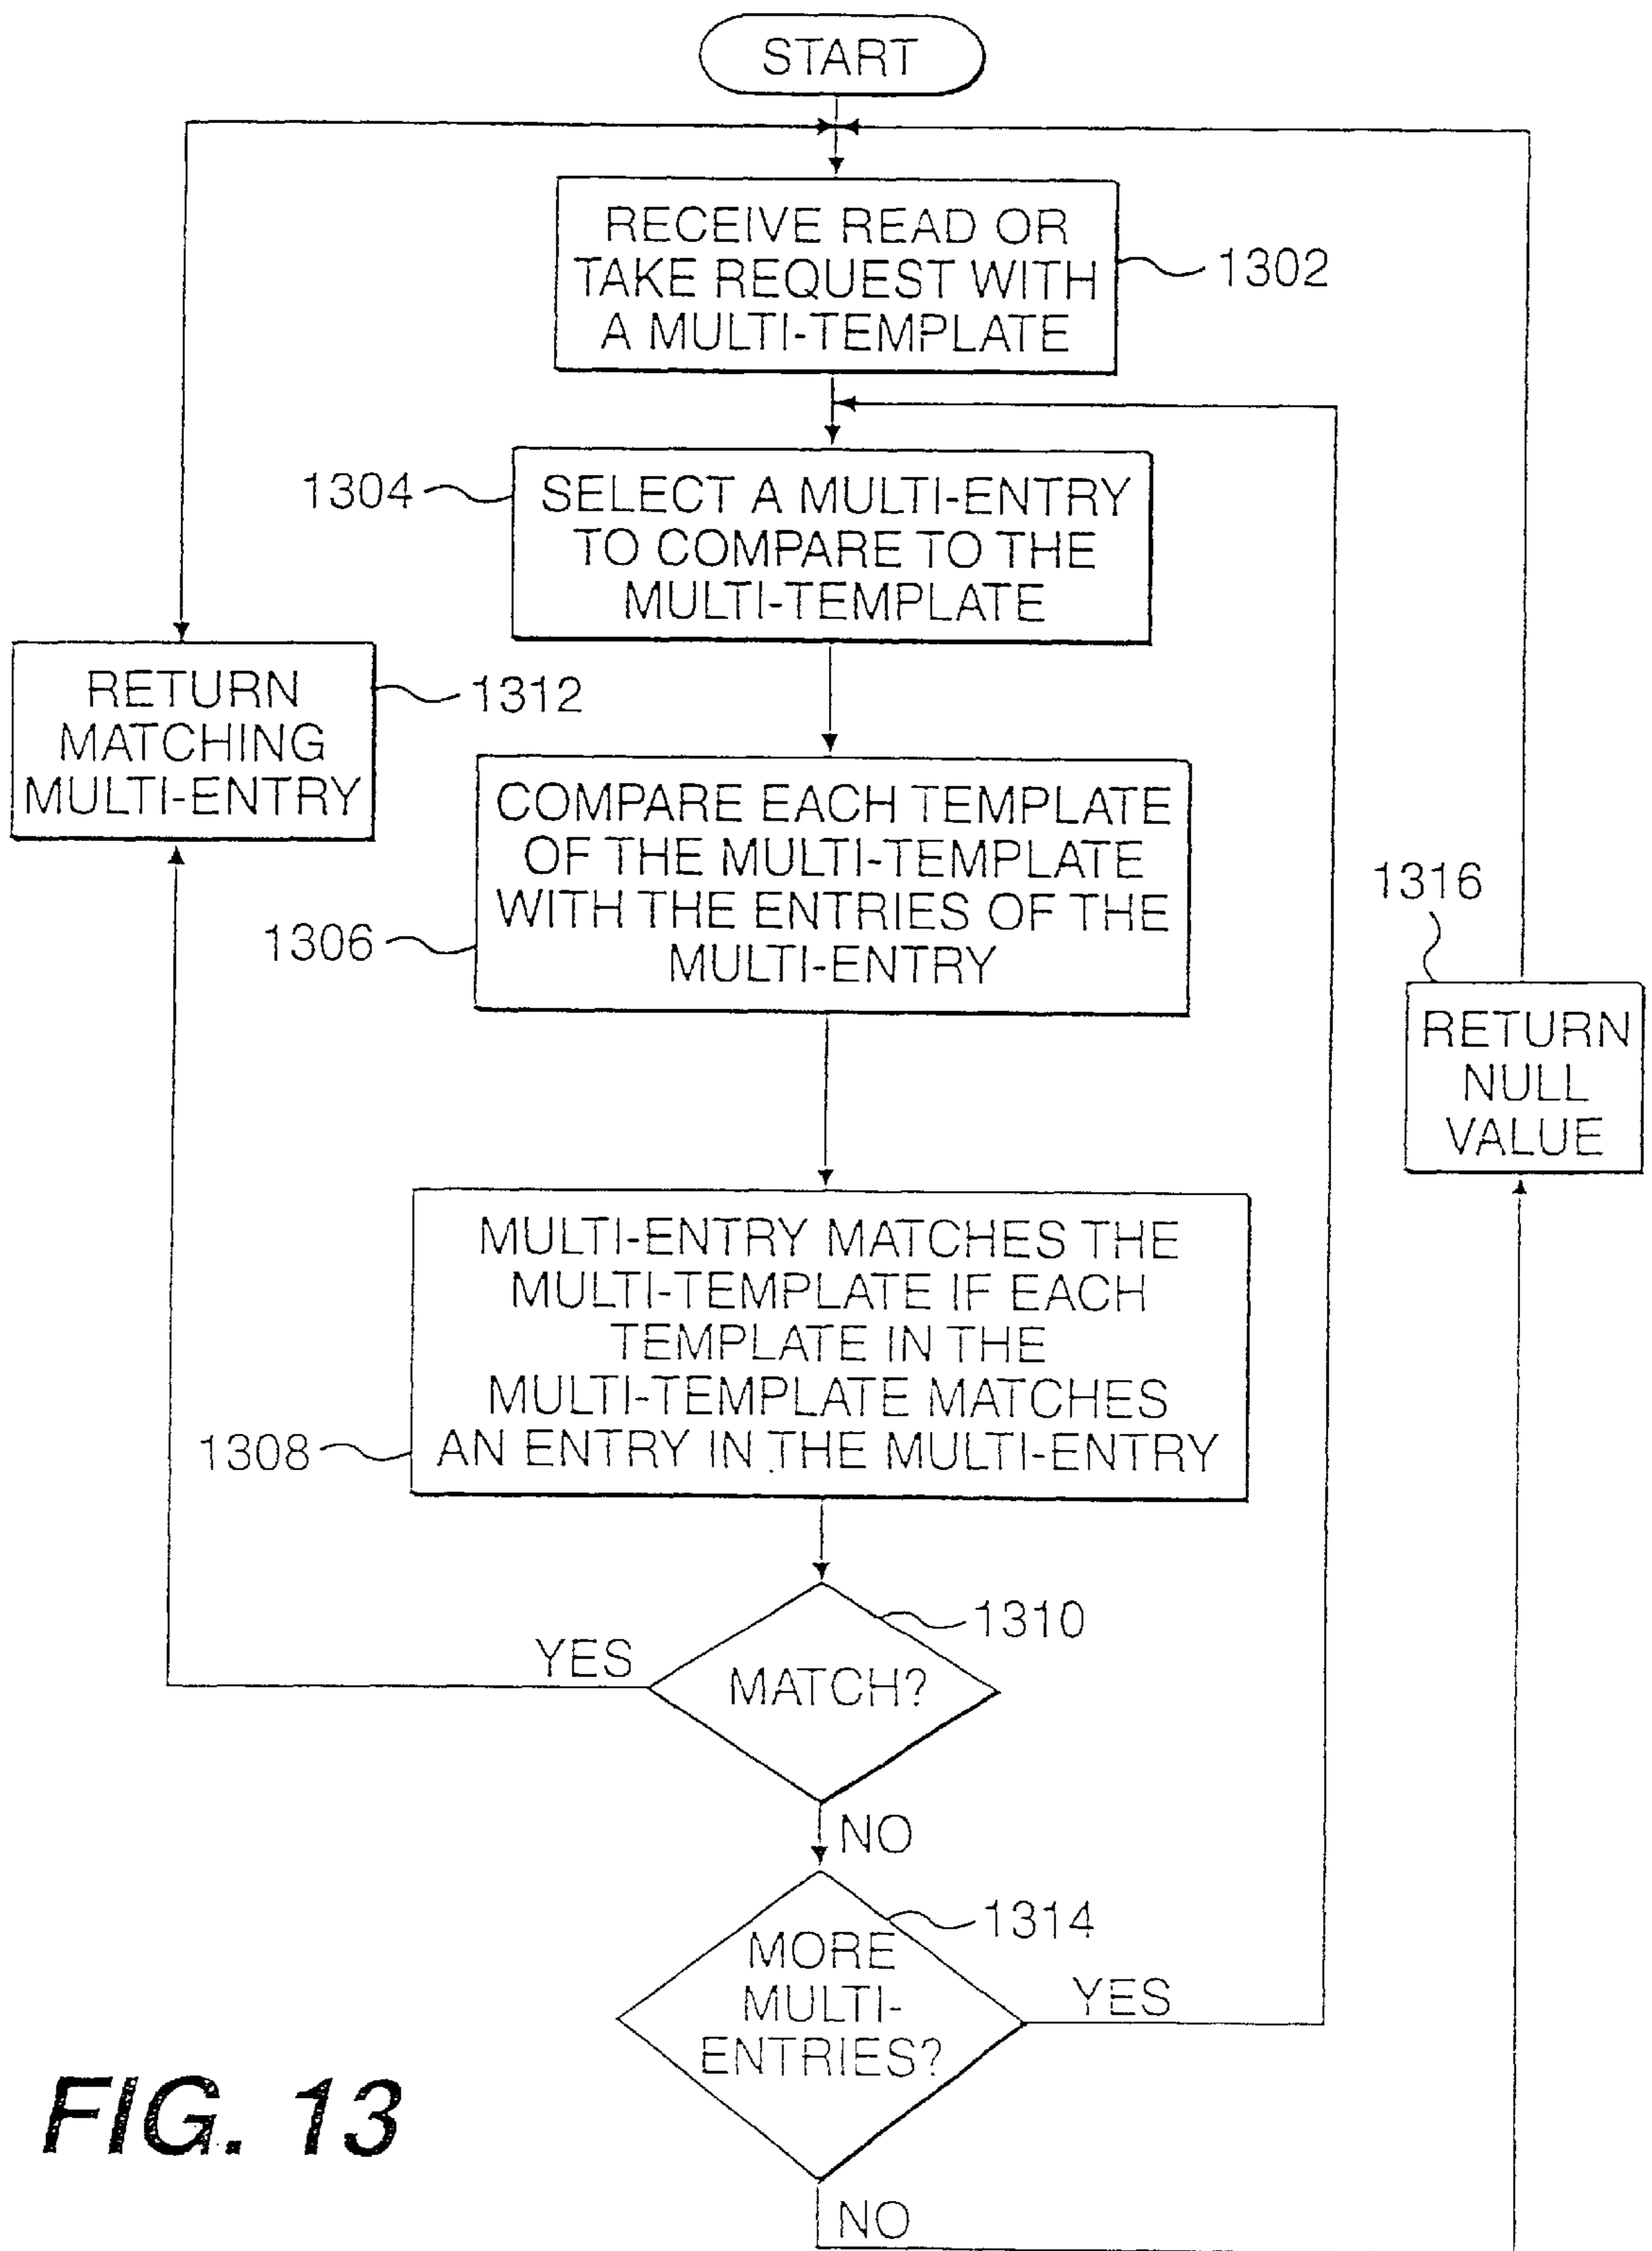 START
RECEIVE READ OR
TAKE REQUEST WITH
A MULTI-TEMPLATE
1302
1304
SELECT A MULTI-ENTRY
TO COMPARE TO THE
MULTI-TEMPLATE
RETURN
MATCHING
MULTI-ENTRY
1312
COMPARE EACH TEMPLATE
OF THE MULTI-TEMPLATE
WITH THE ENTRIES OF THE
MULTI-ENTRY
1306
1316
RETURN
NULL
VALUE
MULTI-ENTRY MATCHES THE
MULTI-TEMPLATE IF EACH
TEMPLATE IN THE
MULTI-TEMPLATE MATCHES
AN ENTRY IN THE MULTI-ENTRY
1308
1310
YES
MATCH?
NO
1314
MORE
MULTI-
ENTRIES?
YES
NO
FIG. 13